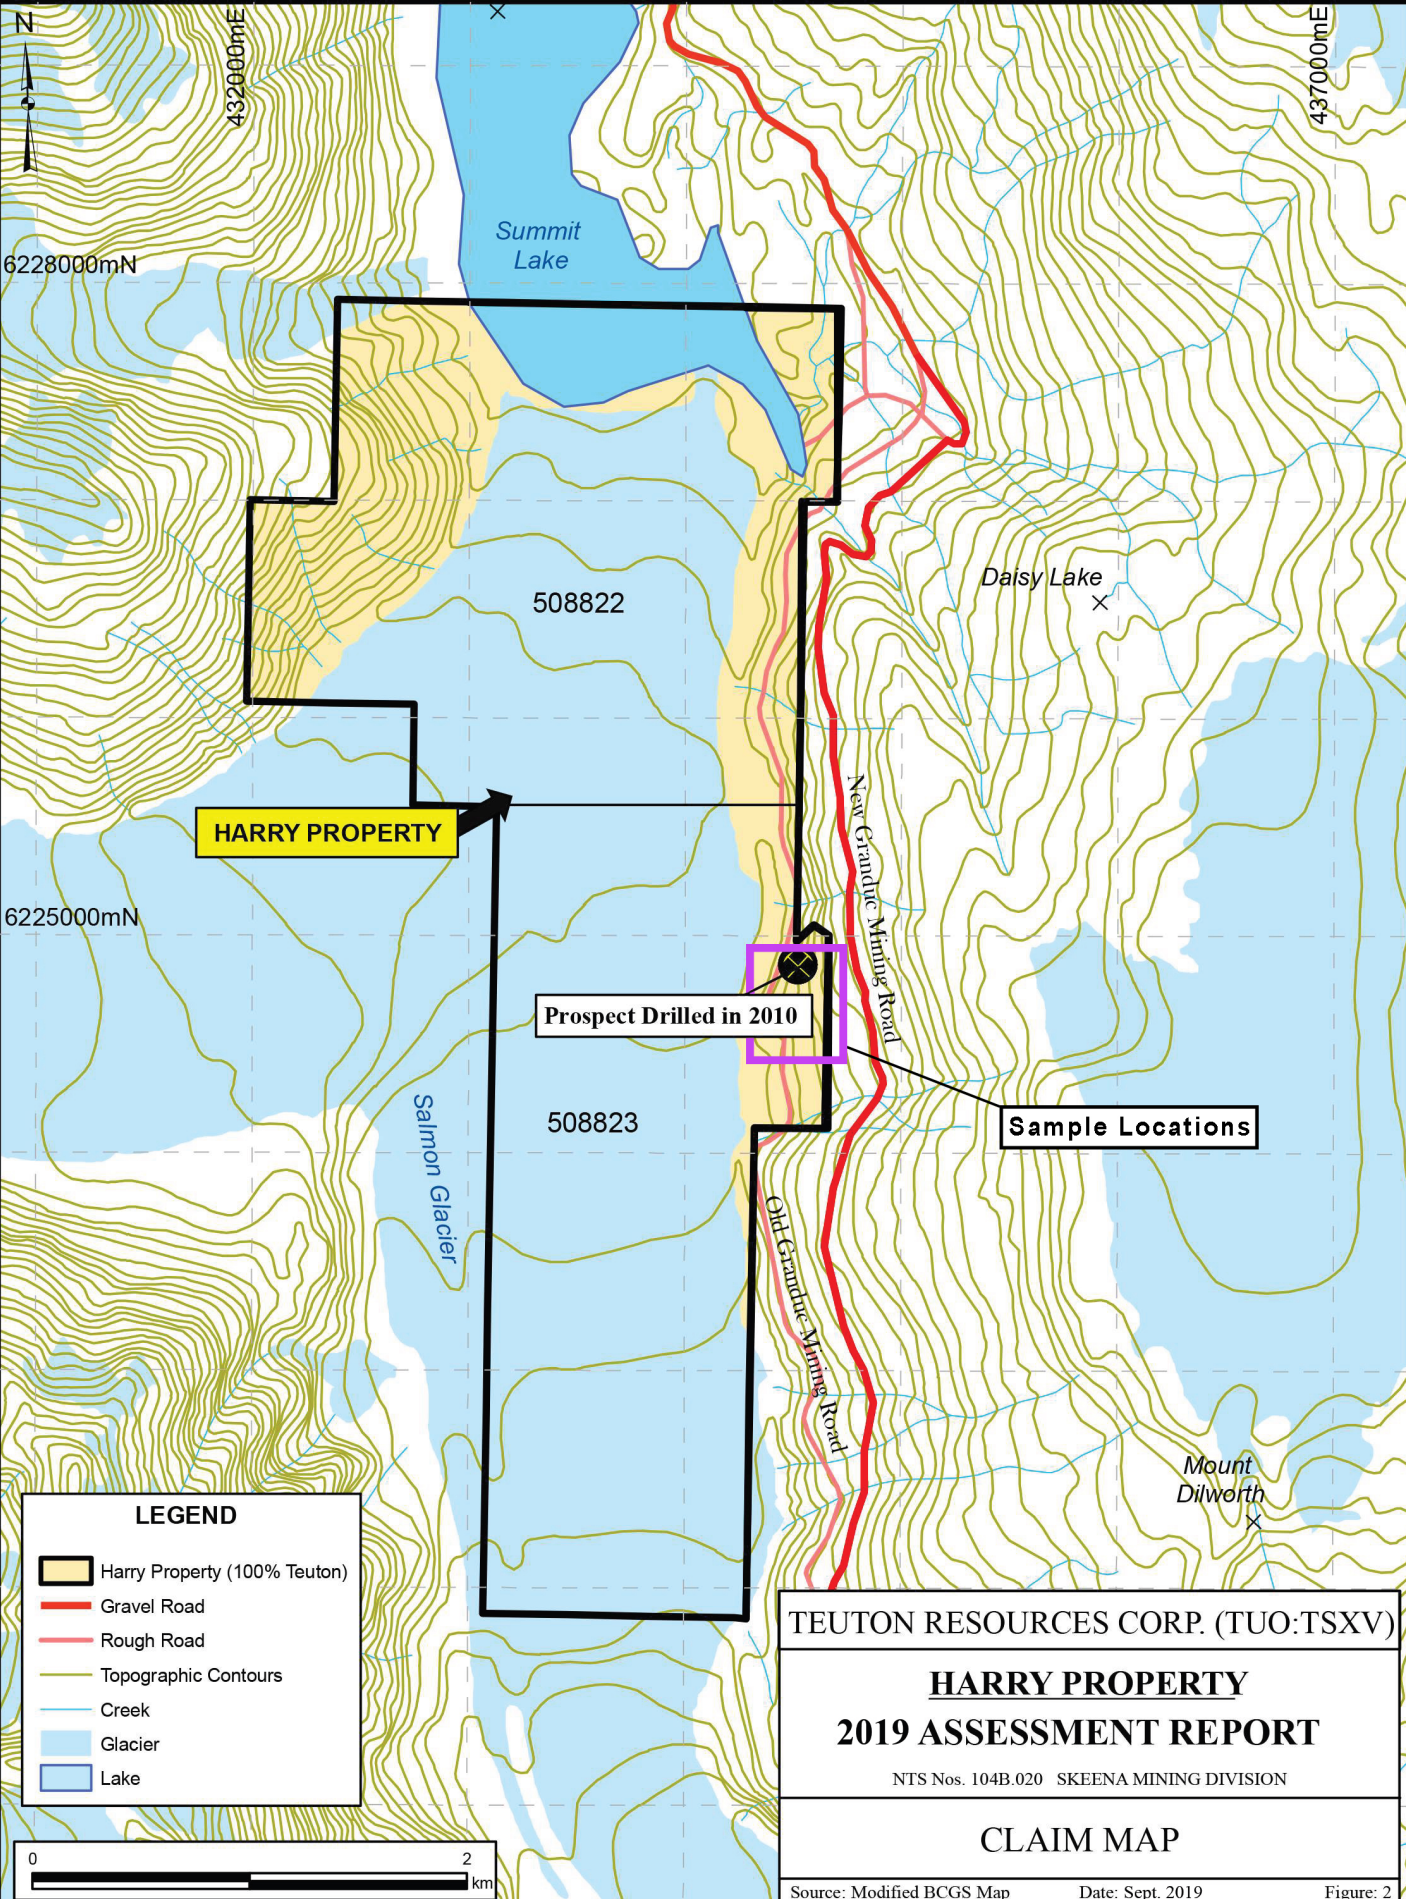 N
432000mE
437000mE
Summit
Lake
6228000mN
Daisy Lake
508822
HARRY PROPERTY
New Granduc Mining Road
6225000mN
Prospect Drilled in 2010
Salmon Glacier
508823
Sample Locations
Old Granduc Mining Road
Mount
Dilworth
LEGEND
Harry Property (100% Teuton)
Gravel Road
Rough Road
Topographic Contours
Creek
Glacier
Lake
0 2
km
TEUTON RESOURCES CORP. (TUO:TSXV)
HARRY PROPERTY
2019 ASSESSMENT REPORT
NTS Nos. 104B.020 SKEENA MINING DIVISION
CLAIM MAP
Source: Modified BCGS Map Date: Sept. 2019 Figure: 2